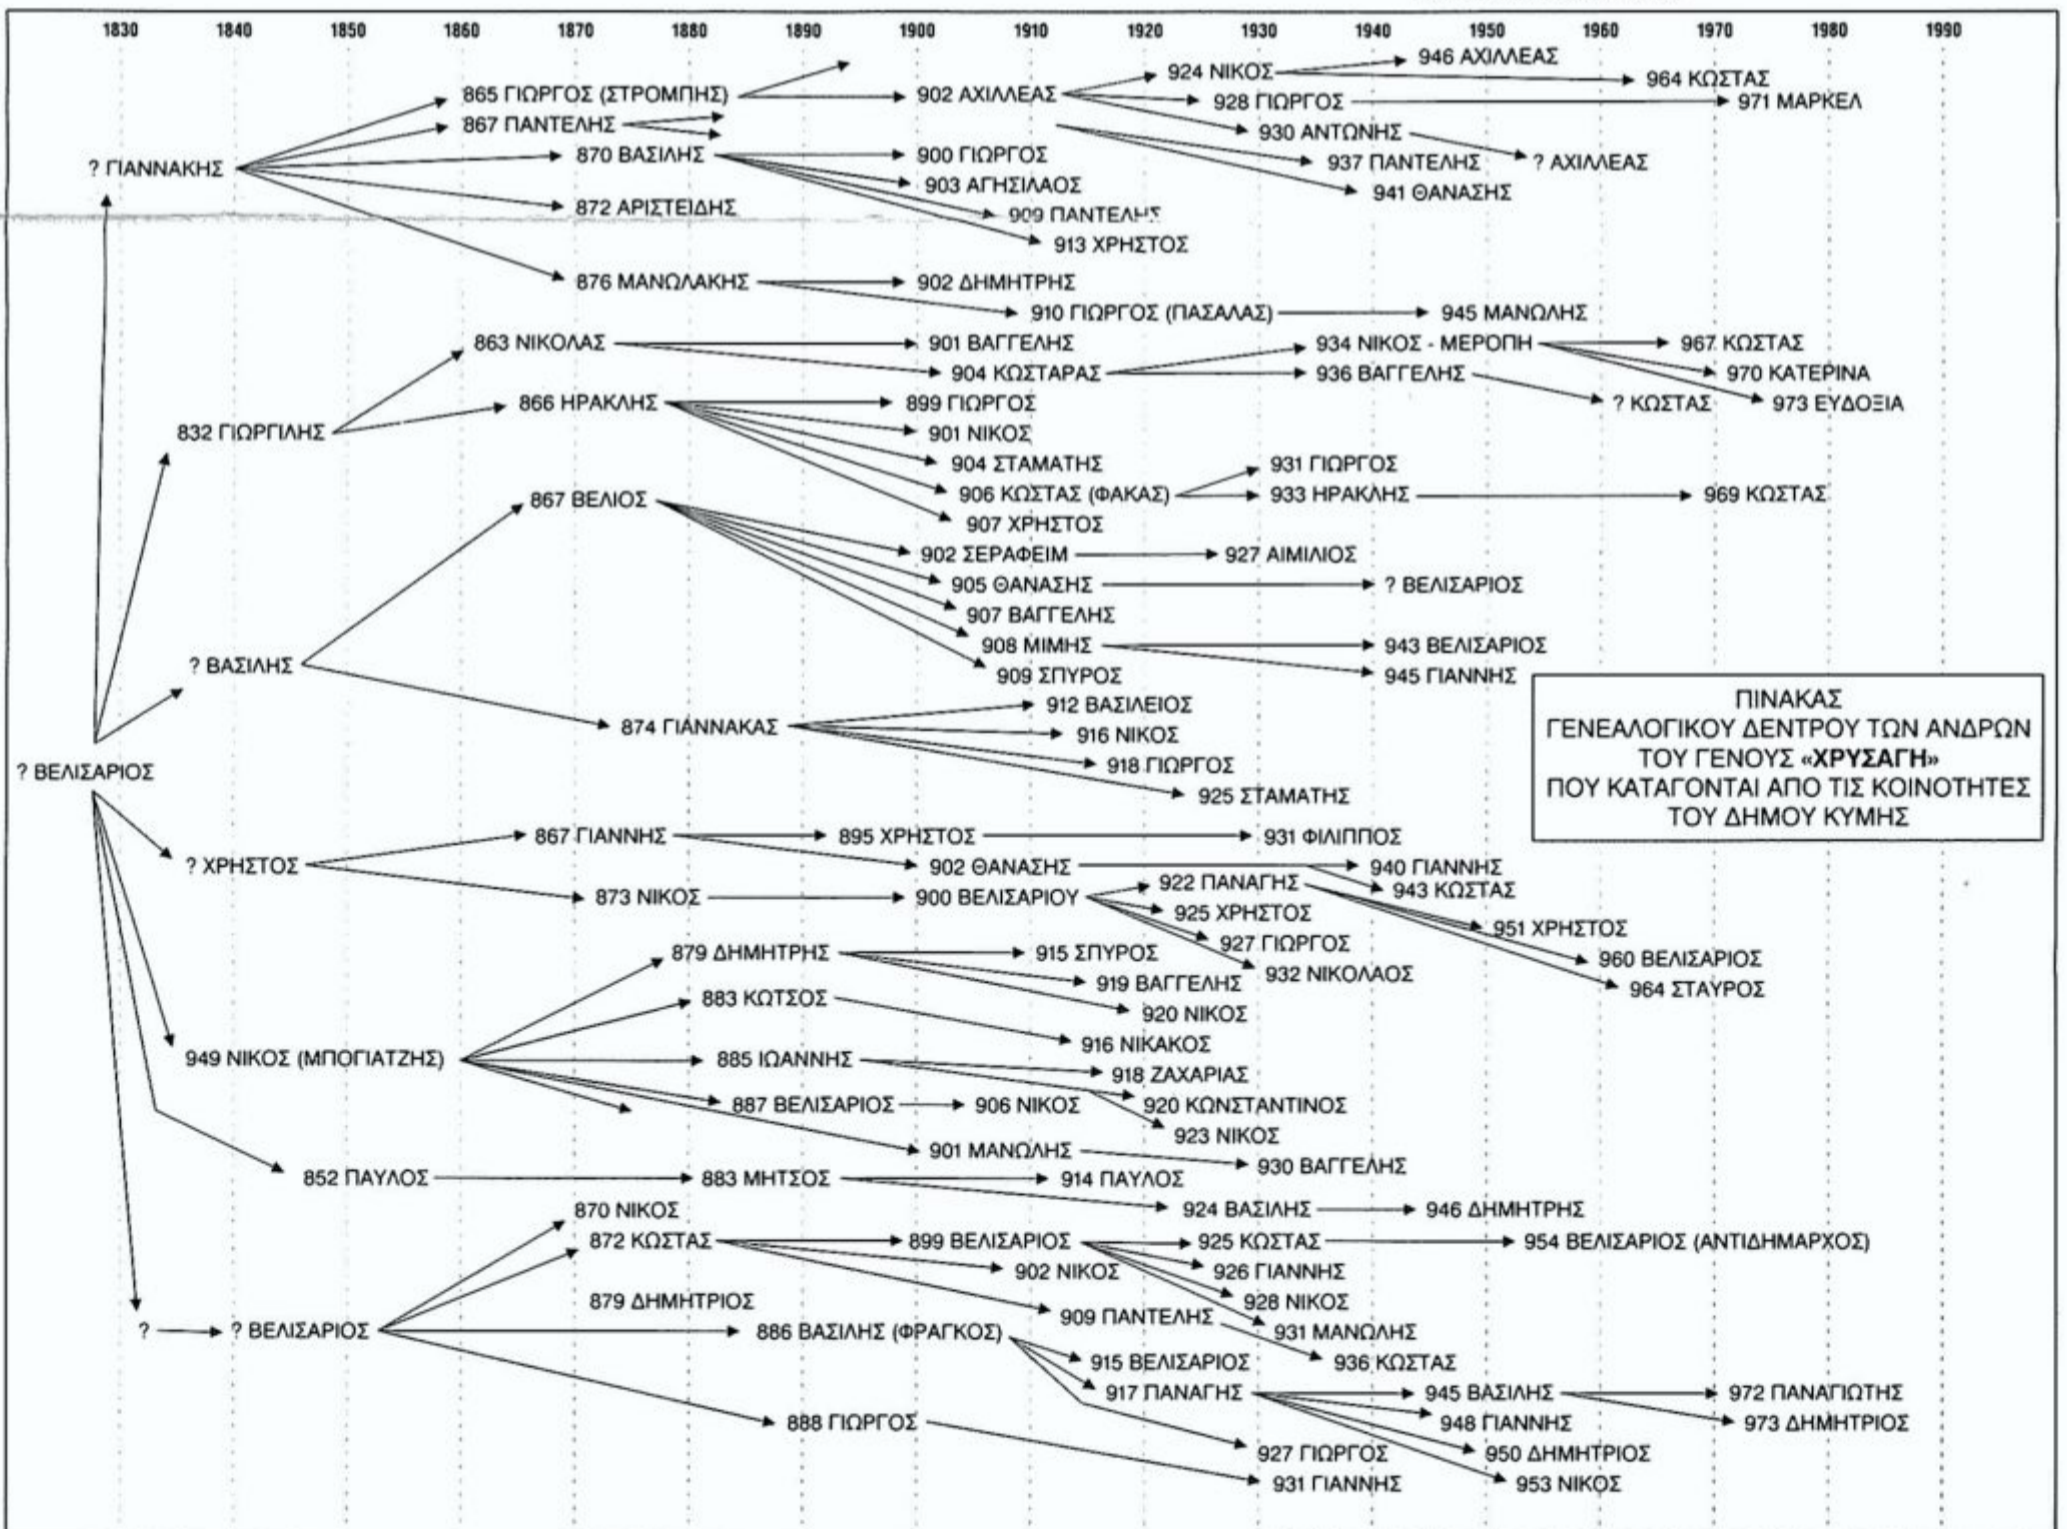 1830 1840 1850 1860 1870 1880 1890 1900 1910 1920 1930 1940 1950 1960 1970 1980 1990
946 ΑΧΙΛΛΕΑΣ
924 ΝΙΚΟΣ
964 ΚΩΣΤΑΣ
865 ΓΙΩΡΓΟΣ (ΣΤΡΟΜΠΗΣ) 902 ΑΧΙΛΛΕΑΣ
928 ΓΙΩΡΓΟΣ 971 ΜΑΡΚΕΛ
867 ΠΑΝΤΕΛΗΣ
930 ΑΝΤΩΝΗΣ
870 ΒΑΣΙΛΗΣ 900 ΓΙΩΡΓΟΣ
937 ΠΑΝΤΕΛΗΣ ? ΑΧΙΛΛΕΑΣ
? ΓΙΑΝΝΑΚΗΣ
903 ΑΓΗΣΙΛΑΟΣ
941 ΘΑΝΑΣΗΣ
872 ΑΡΙΣΤΕΙΔΗΣ
909 ΠΑΝΤΕΛΗΣ
913 ΧΡΗΣΤΟΣ
876 ΜΑΝΩΛΑΚΗΣ 902 ΔΗΜΗΤΡΗΣ
910 ΓΙΩΡΓΟΣ (ΠΑΣΑΛΑΣ) 945 ΜΑΝΩΛΗΣ
863 ΝΙΚΟΛΑΣ 901 ΒΑΓΓΕΛΗΣ 934 ΝΙΚΟΣ - ΜΕΡΟΠΗ 967 ΚΩΣΤΑΣ
904 ΚΩΣΤΑΡΑΣ 936 ΒΑΓΓΕΛΗΣ 970 ΚΑΤΕΡΙΝΑ
866 ΗΡΑΚΛΗΣ 899 ΓΙΩΡΓΟΣ ? ΚΩΣΤΑΣ 973 ΕΥΔΟΞΙΑ
832 ΓΙΩΡΓΙΛΗΣ 901 ΝΙΚΟΣ
904 ΣΤΑΜΑΤΗΣ 931 ΓΙΩΡΓΟΣ
906 ΚΩΣΤΑΣ (ΦΑΚΑΣ) 933 ΗΡΑΚΛΗΣ 969 ΚΩΣΤΑΣ
867 ΒΕΛΙΟΣ
907 ΧΡΗΣΤΟΣ
902 ΣΕΡΑΦΕΙΜ 927 ΑΙΜΙΛΙΟΣ
905 ΘΑΝΑΣΗΣ ? ΒΕΛΙΣΑΡΙΟΣ
907 ΒΑΓΓΕΛΗΣ
908 ΜΙΜΗΣ 943 ΒΕΛΙΣΑΡΙΟΣ
? ΒΑΣΙΛΗΣ
909 ΣΠΥΡΟΣ 945 ΓΙΑΝΝΗΣ
912 ΒΑΣΙΛΕΙΟΣ
874 ΓΙΑΝΝΑΚΑΣ
916 ΝΙΚΟΣ
918 ΓΙΩΡΓΟΣ
? ΒΕΛΙΣΑΡΙΟΣ
925 ΣΤΑΜΑΤΗΣ
ΠΙΝΑΚΑΣ
ΓΕΝΕΑΛΟΓΙΚΟΥ ΔΕΝΤΡΟΥ ΤΩΝ ΑΝΔΡΩΝ
ΤΟΥ ΓΕΝΟΥΣ «ΧΡΥΣΑΓΗ»
ΠΟΥ ΚΑΤΑΓΟΝΤΑΙ ΑΠΟ ΤΙΣ ΚΟΙΝΟΤΗΤΕΣ
ΤΟΥ ΔΗΜΟΥ ΚΥΜΗΣ
867 ΓΙΑΝΝΗΣ 895 ΧΡΗΣΤΟΣ 931 ΦΙΛΙΠΠΟΣ
? ΧΡΗΣΤΟΣ 902 ΘΑΝΑΣΗΣ 940 ΓΙΑΝΝΗΣ
922 ΠΑΝΑΓΗΣ 943 ΚΩΣΤΑΣ
873 ΝΙΚΟΣ 900 ΒΕΛΙΣΑΡΙΟΥ
925 ΧΡΗΣΤΟΣ
951 ΧΡΗΣΤΟΣ
927 ΓΙΩΡΓΟΣ
879 ΔΗΜΗΤΡΗΣ 915 ΣΠΥΡΟΣ 960 ΒΕΛΙΣΑΡΙΟΣ
932 ΝΙΚΟΛΑΟΣ
919 ΒΑΓΓΕΛΗΣ 964 ΣΤΑΥΡΟΣ
883 ΚΩΤΣΟΣ
920 ΝΙΚΟΣ
916 ΝΙΚΑΚΟΣ
949 ΝΙΚΟΣ (ΜΠΟΓΙΑΤΖΗΣ) 885 ΙΩΑΝΝΗΣ
918 ΖΑΧΑΡΙΑΣ
887 ΒΕΛΙΣΑΡΙΟΣ 906 ΝΙΚΟΣ 920 ΚΩΝΣΤΑΝΤΙΝΟΣ
923 ΝΙΚΟΣ
901 ΜΑΝΩΛΗΣ
930 ΒΑΓΓΕΛΗΣ
852 ΠΑΥΛΟΣ 883 ΜΗΤΣΟΣ 914 ΠΑΥΛΟΣ
870 ΝΙΚΟΣ 924 ΒΑΣΙΛΗΣ 946 ΔΗΜΗΤΡΗΣ
872 ΚΩΣΤΑΣ 899 ΒΕΛΙΣΑΡΙΟΣ 925 ΚΩΣΤΑΣ 954 ΒΕΛΙΣΑΡΙΟΣ (ΑΝΤΙΔΗΜΑΡΧΟΣ)
902 ΝΙΚΟΣ 926 ΓΙΑΝΝΗΣ
879 ΔΗΜΗΤΡΙΟΣ 928 ΝΙΚΟΣ
909 ΠΑΝΤΕΛΗΣ
? ? ΒΕΛΙΣΑΡΙΟΣ 886 ΒΑΣΙΛΗΣ (ΦΡΑΓΚΟΣ) 931 ΜΑΝΩΛΗΣ
915 ΒΕΛΙΣΑΡΙΟΣ 936 ΚΩΣΤΑΣ
917 ΠΑΝΑΓΗΣ 945 ΒΑΣΙΛΗΣ 972 ΠΑΝΑΓΙΩΤΗΣ
888 ΓΙΩΡΓΟΣ 948 ΓΙΑΝΝΗΣ 973 ΔΗΜΗΤΡΙΟΣ
927 ΓΙΩΡΓΟΣ 950 ΔΗΜΗΤΡΙΟΣ
931 ΓΙΑΝΝΗΣ 953 ΝΙΚΟΣ